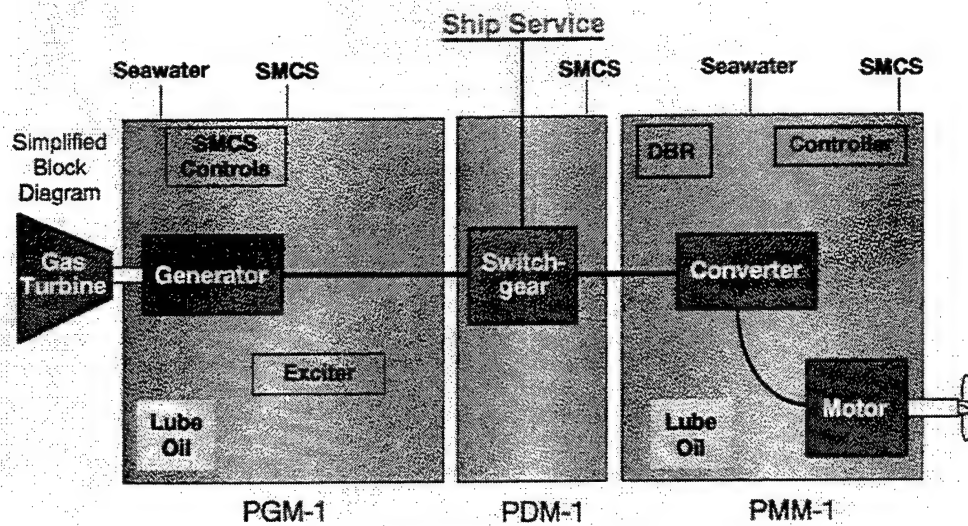 Ship Service
Seawater
SMCS
SMCS
Seawater
SMCS
Simplified
Block
Diagram
SMCS
Controls
DBR
Controller
Gas
Turbine
Generator
Switch-
gear
Converter
Exciter
Motor
Lube
Oil
Lube
Oil
PGM-1
PDM-1
PMM-1